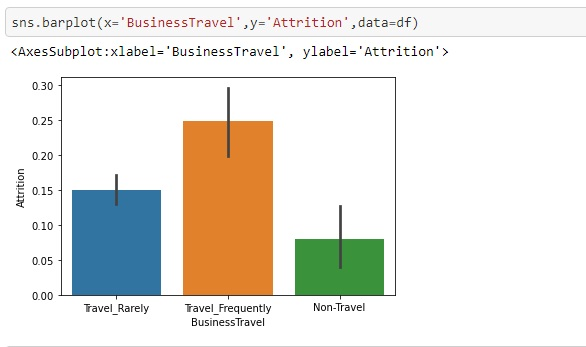 sns.barplot(x='BusinessTravel',y='Attrition',data=df)
<AxesSubplot:xlabel='BusinessTravel', ylabel='Attrition'>
0.30
0.25
0.20
0.15
0.10
0.05
0.00
Attrition
Travel_Rarely Travel_Frequently Non-Travel
BusinessTravel